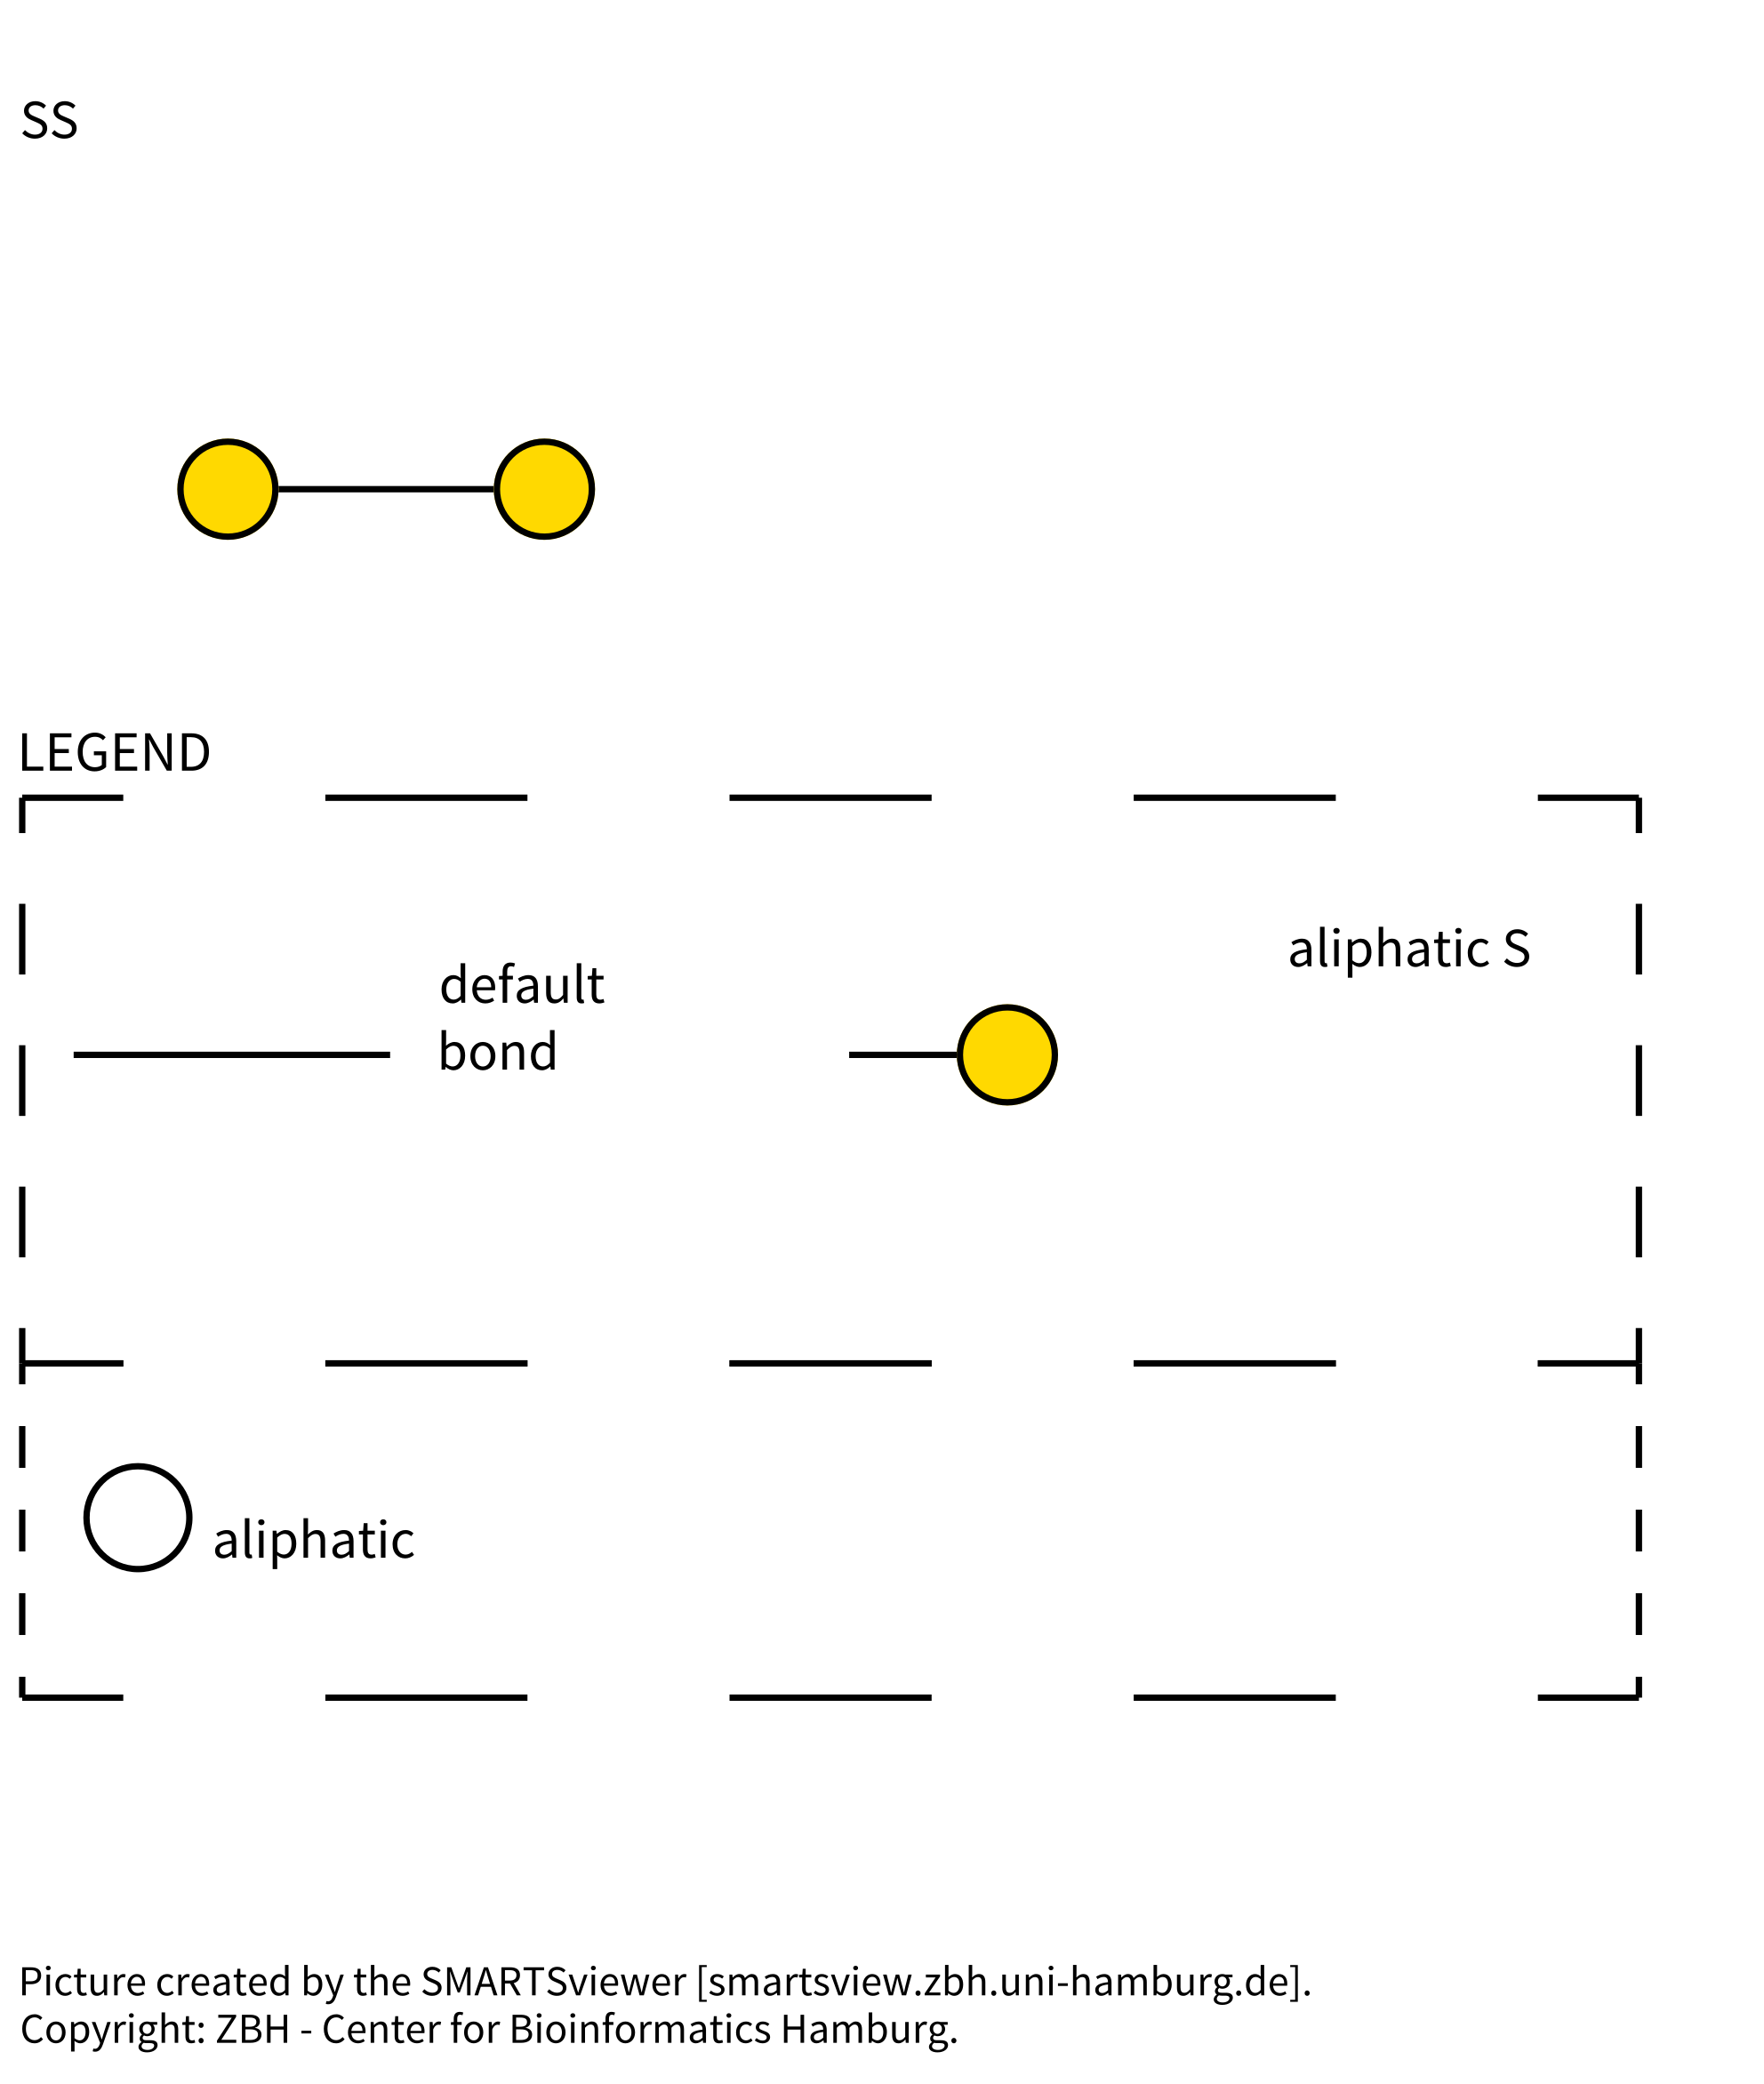 SS
LEGEND
aliphatic S
default
bond
aliphatic
Picture created by the SMARTSviewer [smartsview.zbh.uni-hamburg.de].
Copyright: ZBH - Center for Bioinformatics Hamburg.